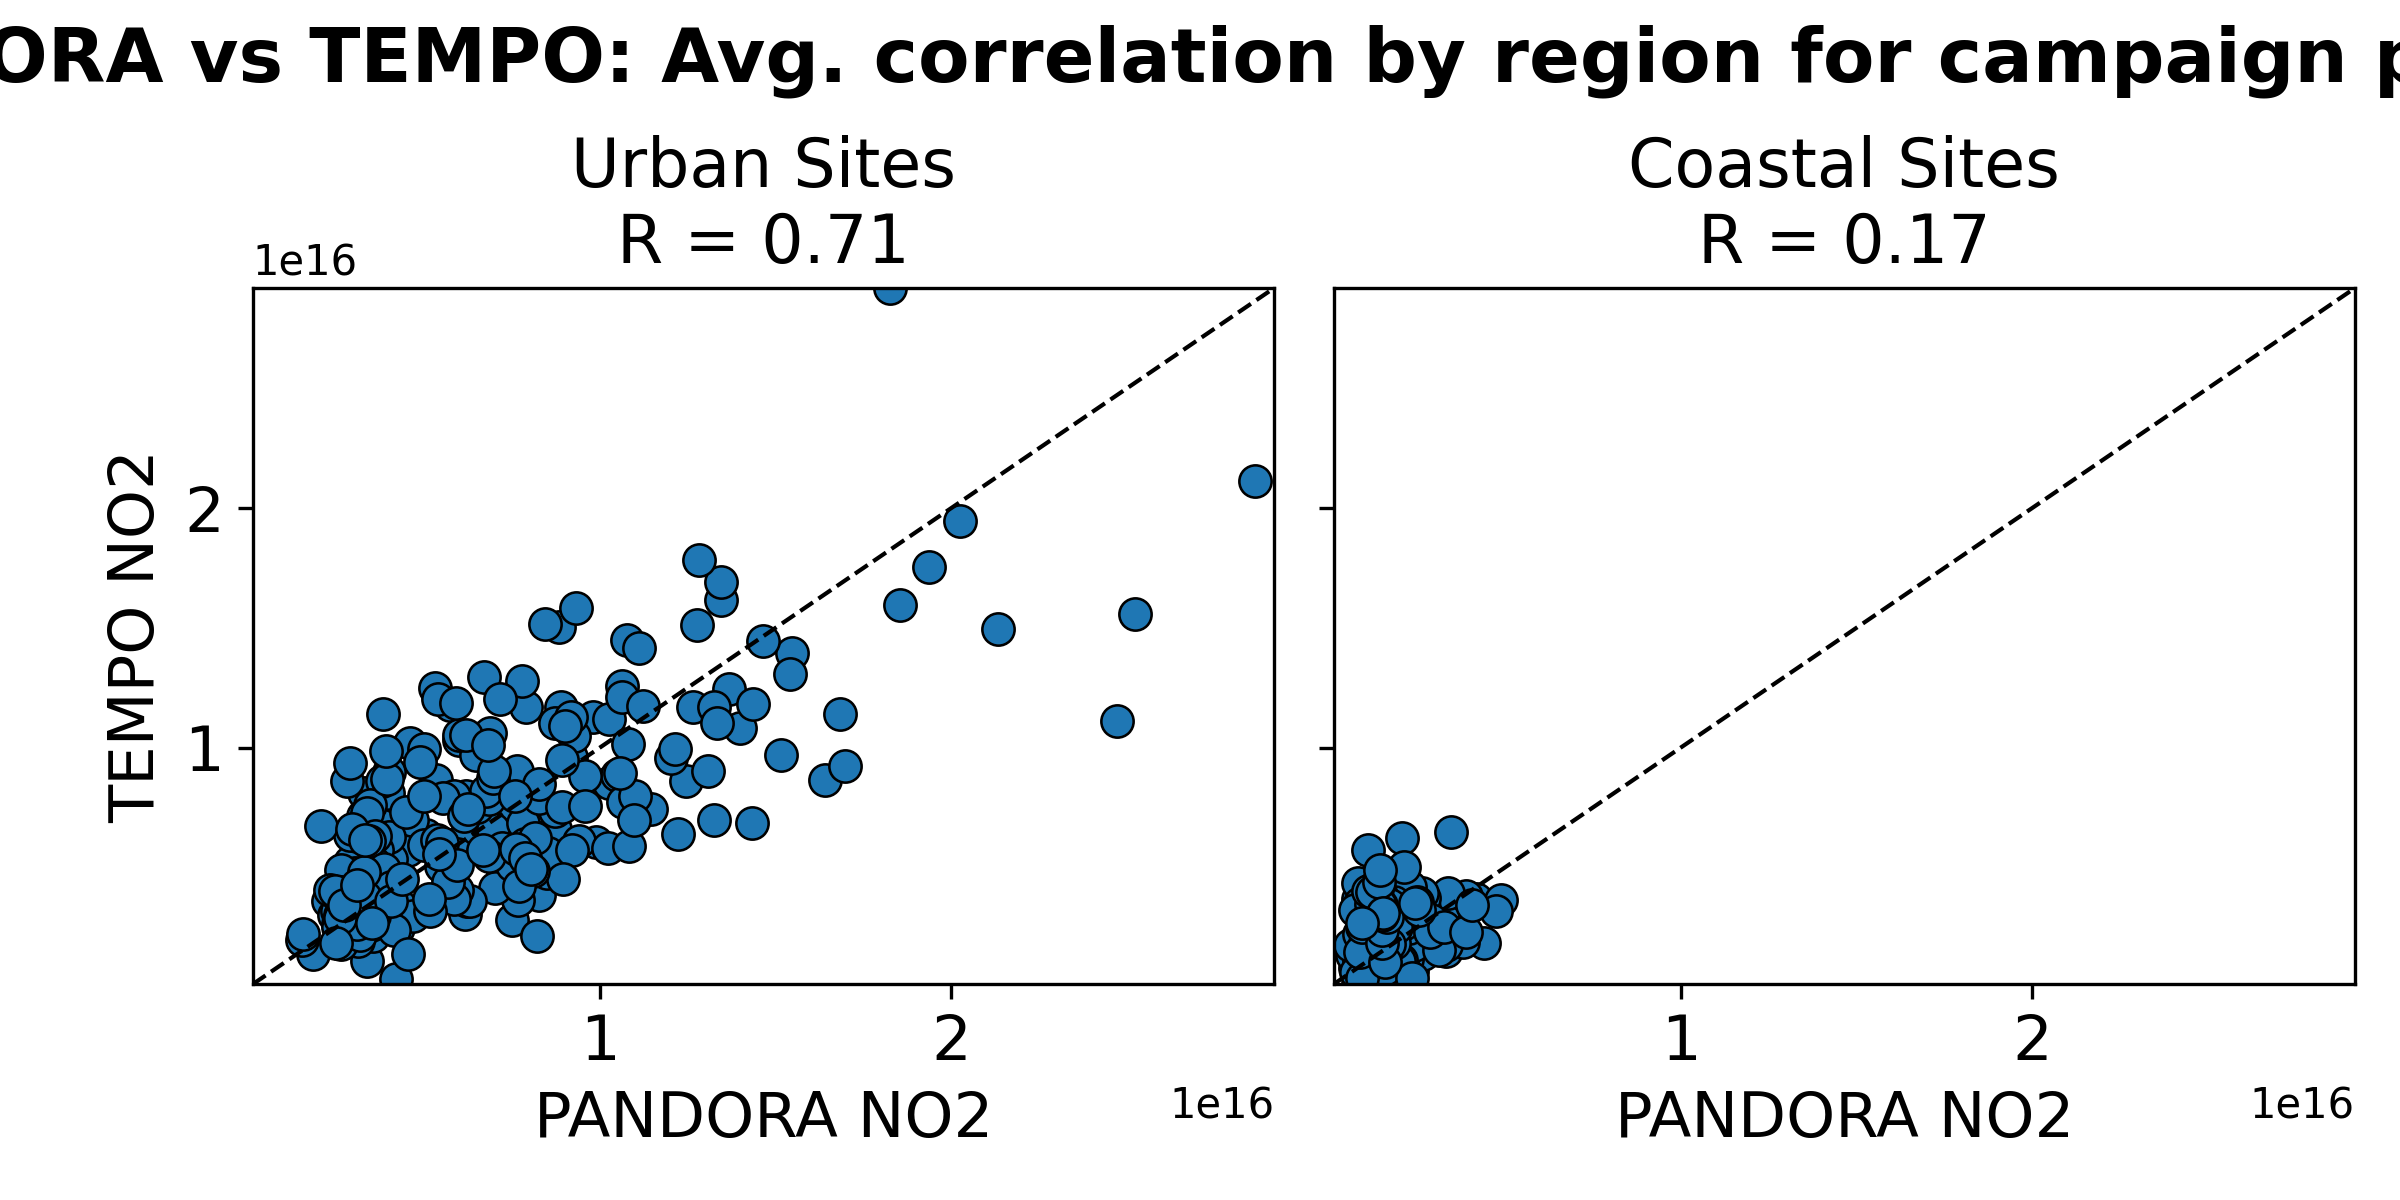 ORA vs TEMPO: Avg. correlation by region for campaign p
Urban Sites
R = 0.71
Coastal Sites
R = 0.17
1e16
TEMPO NO2
2
1
1
2
1
2
PANDORA NO2
1e16
PANDORA NO2
1e16